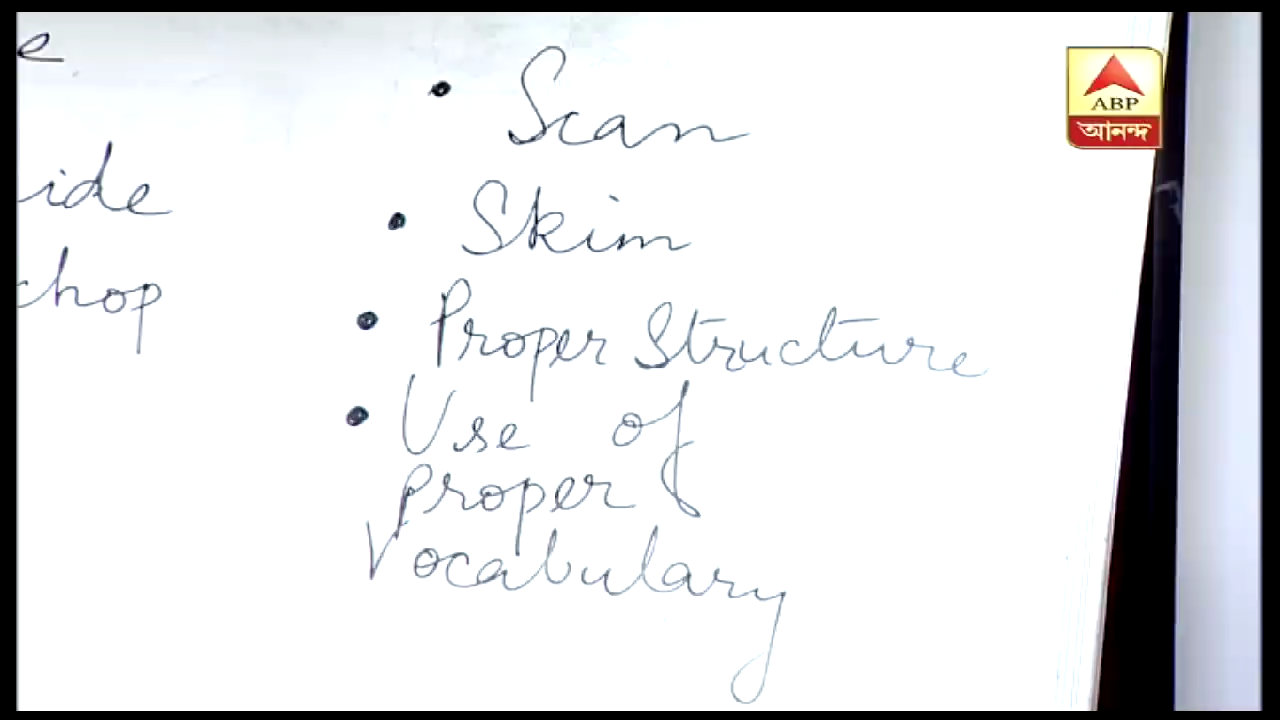 Scan
Skim
ide
chop
Proper Structure
Use of
proper
Vocabulary
ABP
আনন্দ